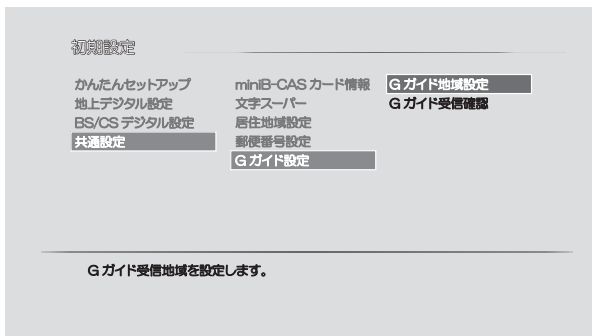 初期設定
かんたんセットアップ
地上デジタル設定
BS/CS デジタル設定
共通設定
miniB-CAS カード情報
文字スーパー
居住地域設定
郵便番号設定
G ガイド設定
G ガイド地域設定
G ガイド受信確認
G ガイド受信地域を設定します。